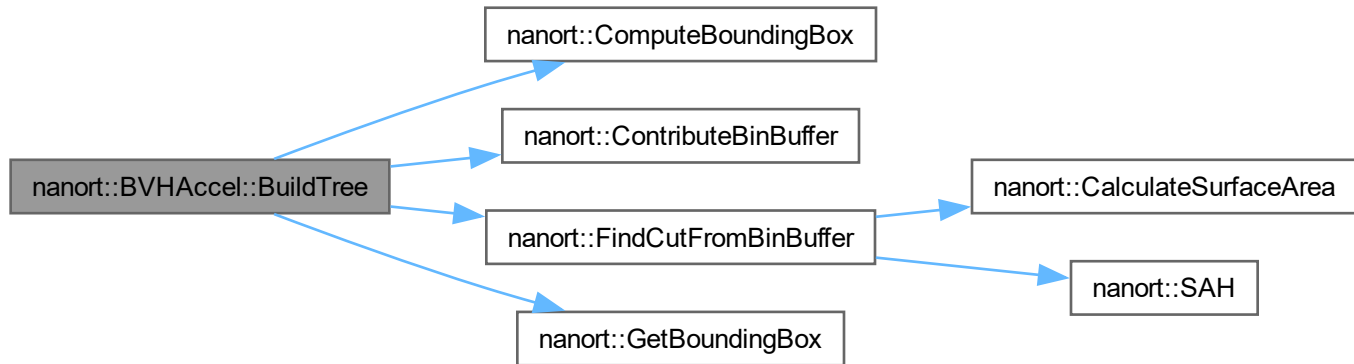 nanort::ComputeBoundingBox
nanort::ContributeBinBuffer
nanort::BVHAccel::BuildTree
nanort::CalculateSurfaceArea
nanort::FindCutFromBinBuffer
nanort::SAH
nanort::GetBoundingBox